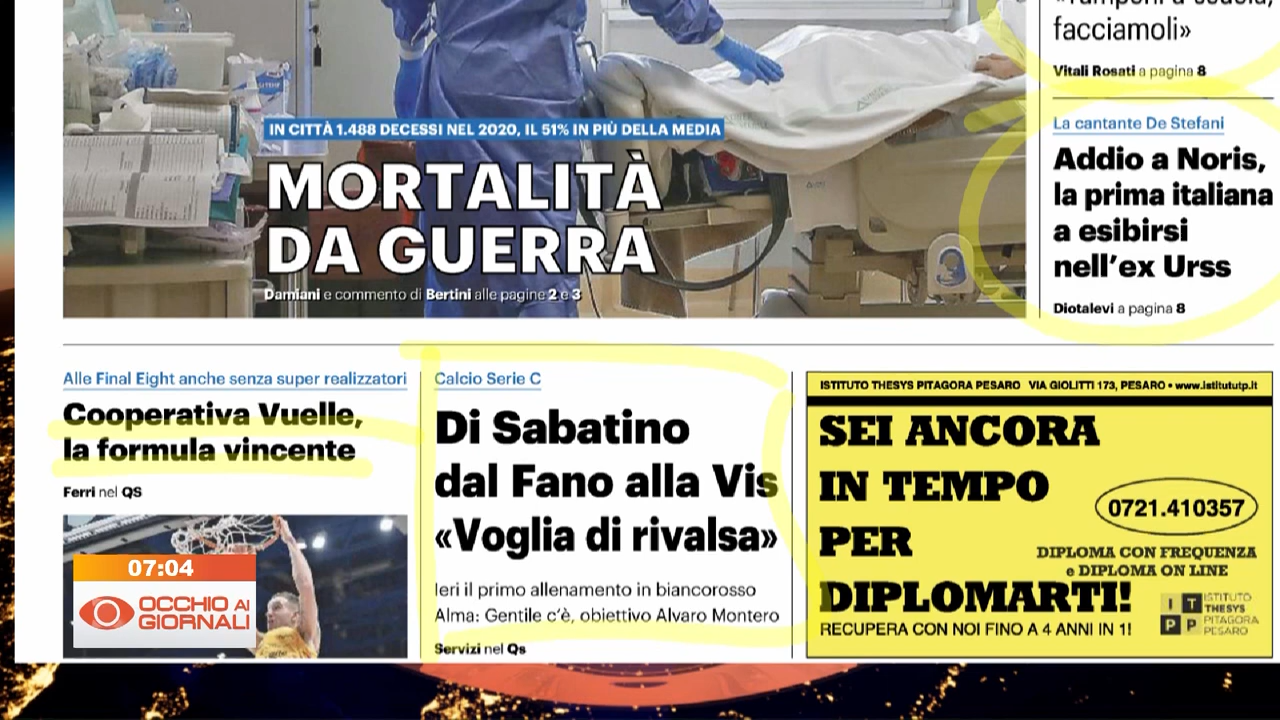 «Tamponi a scuola,
facciamoli»
Vitali Rosati a pagina 8
IN CITTÀ 1.488 DECESSI NEL 2020, IL 51% IN PIÙ DELLA MEDIA
MORTALITÀ
DA GUERRA
Damiani e commento di Bertini alle pagine 2 e 3
La cantante De Stefani
Addio a Noris,
la prima italiana
a esibirsi
nell'ex Urss
Diotalevi a pagina 8
Alle Final Eight anche senza super realizzatori
Cooperativa Vuelle,
la formula vincente
Ferri nel QS
Calcio Serie C
Di Sabatino
dal Fano alla Vis
«Voglia di rivalsa»
Ieri il primo allenamento in biancorosso
Alma: Gentile c'è, obiettivo Alvaro Montero
Servizi nel Qs
ISTITUTO THESYS PITAGORA PESARO VIA GIOLITTI 173, PESARO • www.istitututp.it
SEI ANCORA
IN TEMPO
PER
DIPLOMARTI!
0721.410357
DIPLOMA CON FREQUENZA
e DIPLOMA ON LINE
RECUPERA CON NOI FINO A 4 ANNI IN 1!
I T
P P
ISTITUTO
THESYS
PITAGORA
PESARO
07:04
OCCHIO AI
GIORNALI